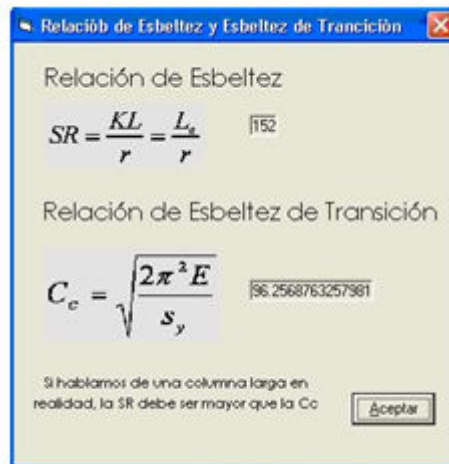 Relaciòb de Esbeltez y Esbeltez de Tranciciòn
Relación de Esbeltez
SR = KL/r = Le/r
152
Relación de Esbeltez de Transición
Cc = √(2π²E/sy)
96.2568763257981
Si hablamos de una columna larga en
realidad, la SR debe ser mayor que la Cc
Aceptar